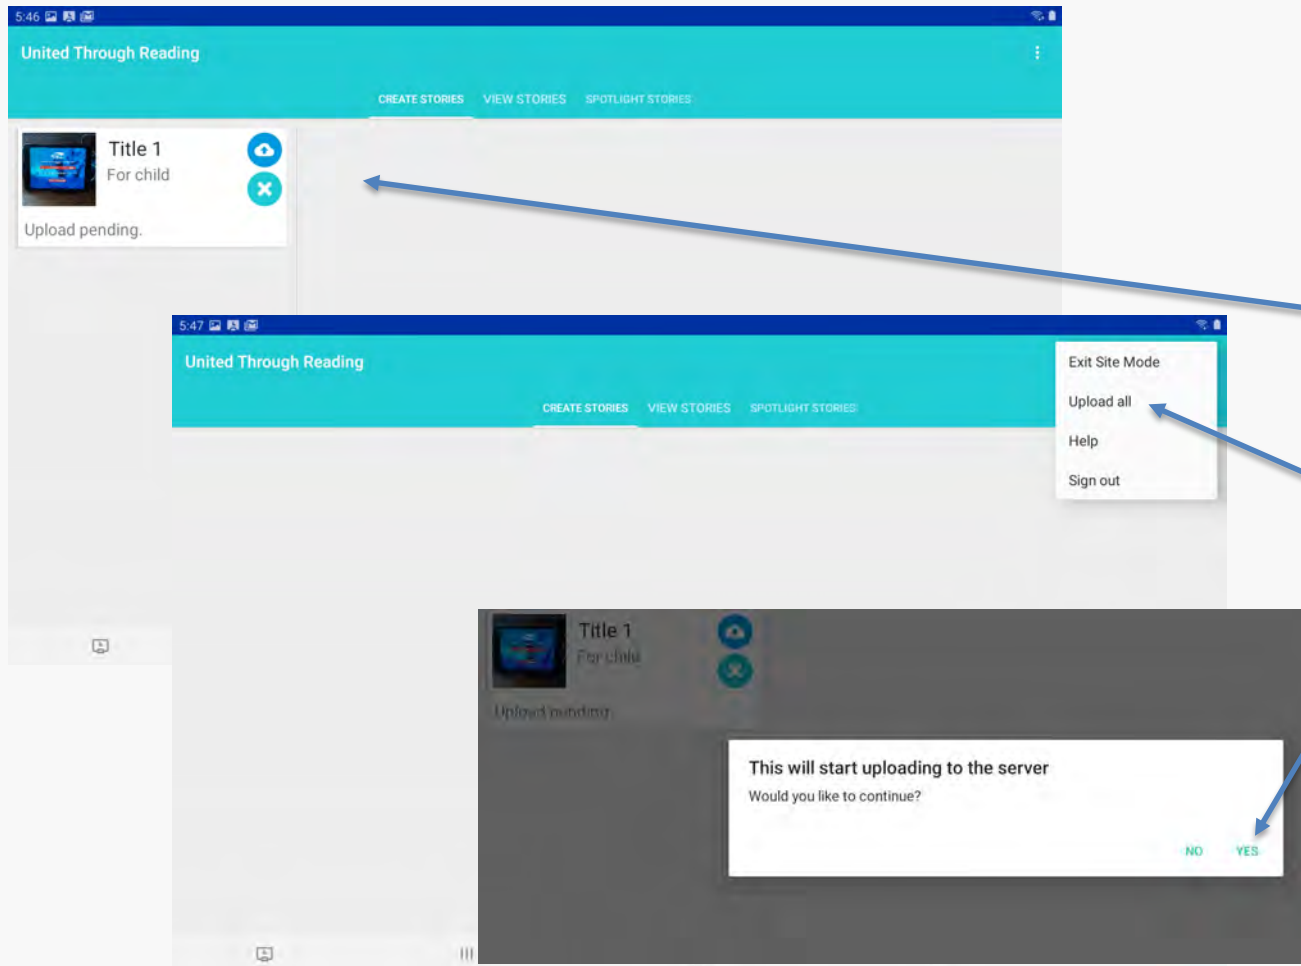 5:46
United Through Reading
CREATE STORIES VIEW STORIES SPOTLIGHT STORIES
Title 1
For child
Upload pending.
5:47
United Through Reading
Exit Site Mode
Upload all
Help
Sign out
CREATE STORIES VIEW STORIES SPOTLIGHT STORIES
Title 1
For child
Upload pending.
This will start uploading to the server
Would you like to continue?
NO YES